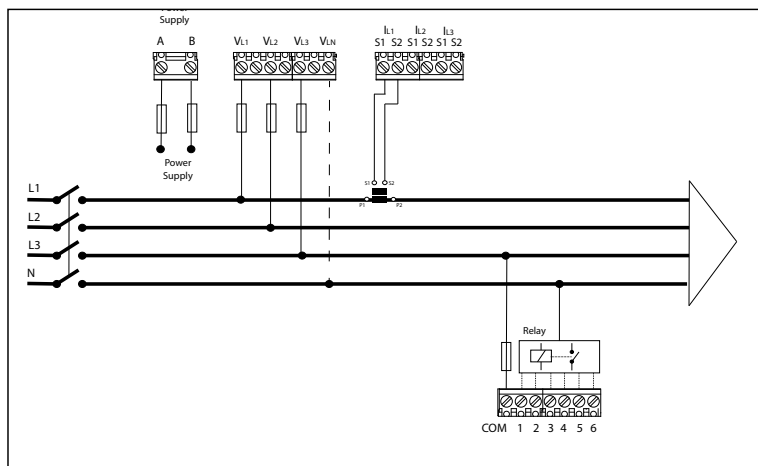 Power
Supply
A B
VL1 VL2 VL3 VLN
IL1 IL2 IL3
S1 S2 S1 S2 S1 S2
Power
Supply
S1 S2
L1
P1 P2
L2
L3
N
Relay
COM 1 2 3 4 5 6